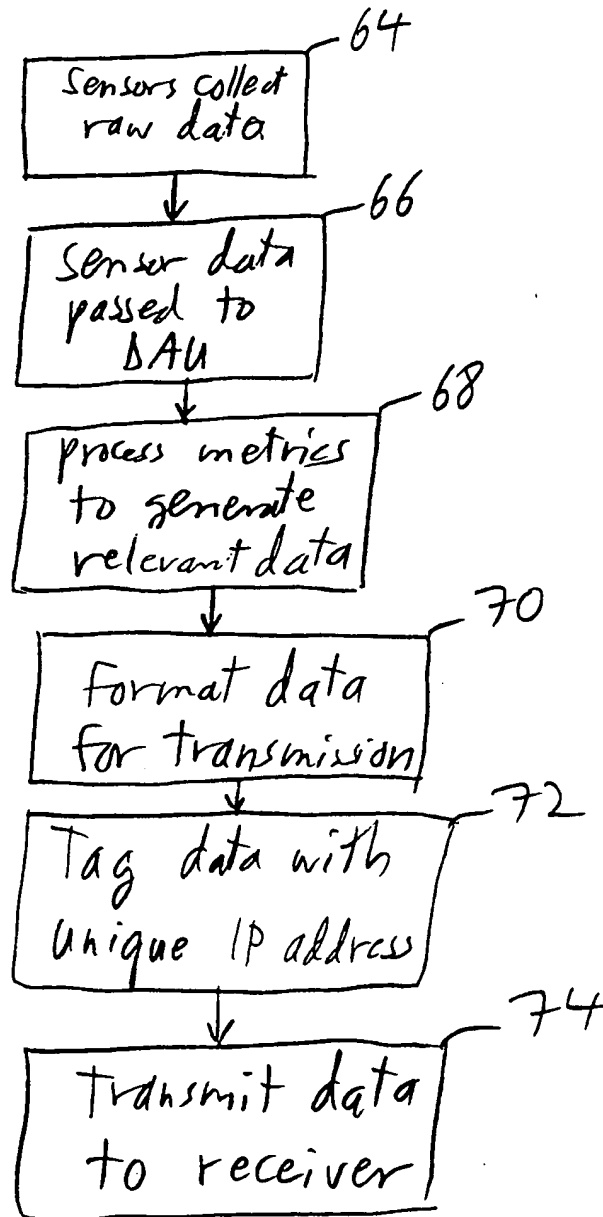 64
Sensors collect
raw data
66
Sensor data
passed to
DAU
68
process metrics
to generate
relevant data
70
Format data
for transmission
72
Tag data with
unique IP address
74
Transmit data
to receiver